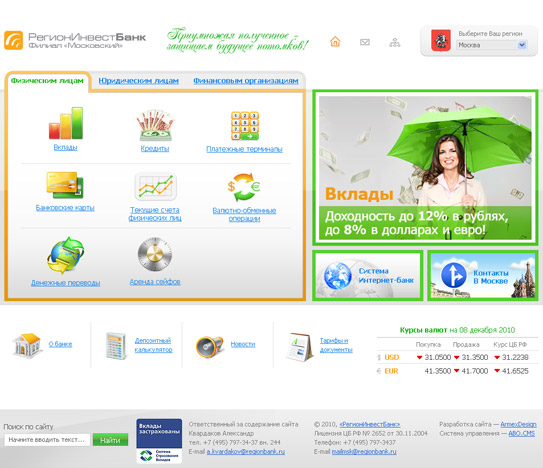 РегионИнвестБанк
Филиал «Московский»
Приумножая полученное -
защищаем будущее потомков!
Выберите Ваш регион
Москва
Физическим лицам
Юридическим лицам
Финансовым организациям
Вклады
Кредиты
Платежные терминалы
Банковские карты
Текущие счета
физических лиц
Валютно-обменные
операции
Денежные переводы
Аренда сейфов
Вклады
Доходность до 12% в рублях,
до 8% в долларах и евро!
Система
Интернет-банк
Контакты
В Москве
О банке
Депозитный
калькулятор
Новости
Тарифы и
документы
Курсы валют на 08 декабря 2010
Покупка Продажа Курс ЦБ РФ
$ USD 31.0500 31.3500 31.2238
€ EUR 41.3500 41.7000 41.6525
Поиск по сайту
Начните вводить текст...
Найти
Вклады
застрахованы
Система
Страхования
Вкладов
Ответственный за содержание сайта
Квардаков Александр
тел. +7 (495) 797-34-37 вн. 244
E-mail a.kvardakov@regionbank.ru
© 2010, «РегионИнвестБанк»
Лицензия ЦБ РФ № 2652 от 30.11.2004
Телефон: +7 (495) 797-3437
E-mail mailmsk@regionbank.ru
Разработка сайта — Armex.Design
Система управления — ABO.CMS